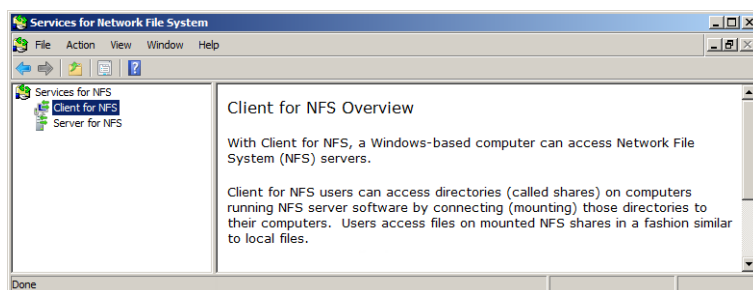 Services for Network File System
File Action View Window Help
Services for NFS
Client for NFS
Server for NFS
Client for NFS Overview
With Client for NFS, a Windows-based computer can access Network File
System (NFS) servers.
Client for NFS users can access directories (called shares) on computers
running NFS server software by connecting (mounting) those directories to
their computers.  Users access files on mounted NFS shares in a fashion similar
to local files.
Done